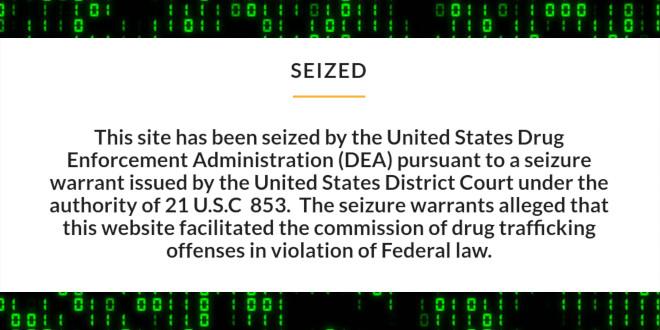 SEIZED
This site has been seized by the United States Drug
Enforcement Administration (DEA) pursuant to a seizure
warrant issued by the United States District Court under the
authority of 21 U.S.C  853.  The seizure warrants alleged that
this website facilitated the commission of drug trafficking
offenses in violation of Federal law.